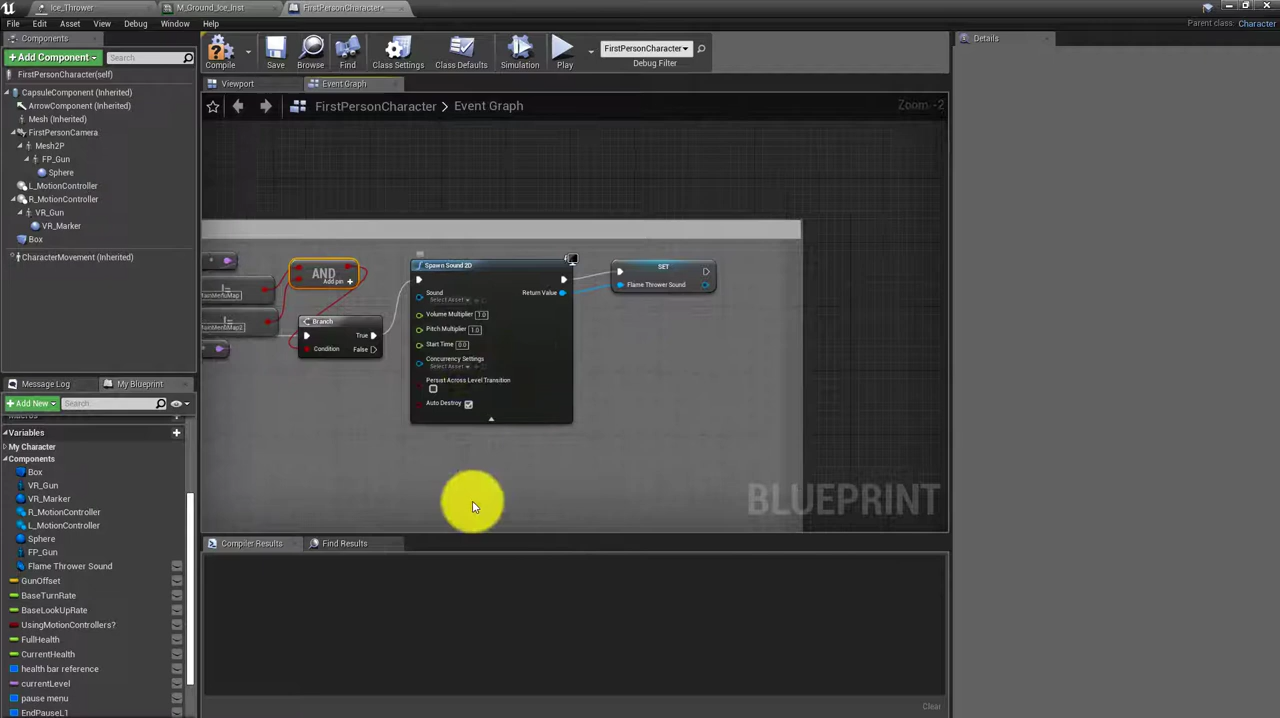 Ice_Thrower
M_Ground_Ice_Inst
FirstPersonCharacter*
File Edit Asset View Debug Window Help
Parent class: Character
Components
+Add Component
Search
FirstPersonCharacter(self)
CapsuleComponent (Inherited)
ArrowComponent (Inherited)
Mesh (Inherited)
FirstPersonCamera
Mesh2P
FP_Gun
Sphere
L_MotionController
R_MotionController
VR_Gun
VR_Marker
Box
CharacterMovement (Inherited)
Compile
Save
Browse
Find
Class Settings
Class Defaults
Simulation
Play
FirstPersonCharacter
Debug Filter
Details
Viewport
Event Graph
FirstPersonCharacter > Event Graph
Zoom -2
AND
Add pin +
!=
!=
Branch
True
Condition
False
Spawn Sound 2D
Sound
Select Asset
Return Value
Volume Multiplier 1.0
Pitch Multiplier 1.0
Start Time 0.0
Concurrency Settings
Select Asset
Persist Across Level Transition
Auto Destroy
SET
Flame Thrower Sound
BLUEPRINT
Message Log
My Blueprint
+Add New
Search
Macros
Variables
My Character
Components
Box
VR_Gun
VR_Marker
R_MotionController
L_MotionController
Sphere
FP_Gun
Flame Thrower Sound
GunOffset
BaseTurnRate
BaseLookUpRate
UsingMotionControllers?
FullHealth
CurrentHealth
health bar reference
currentLevel
pause menu
EndPauseL1
Compiler Results
Find Results
Clear